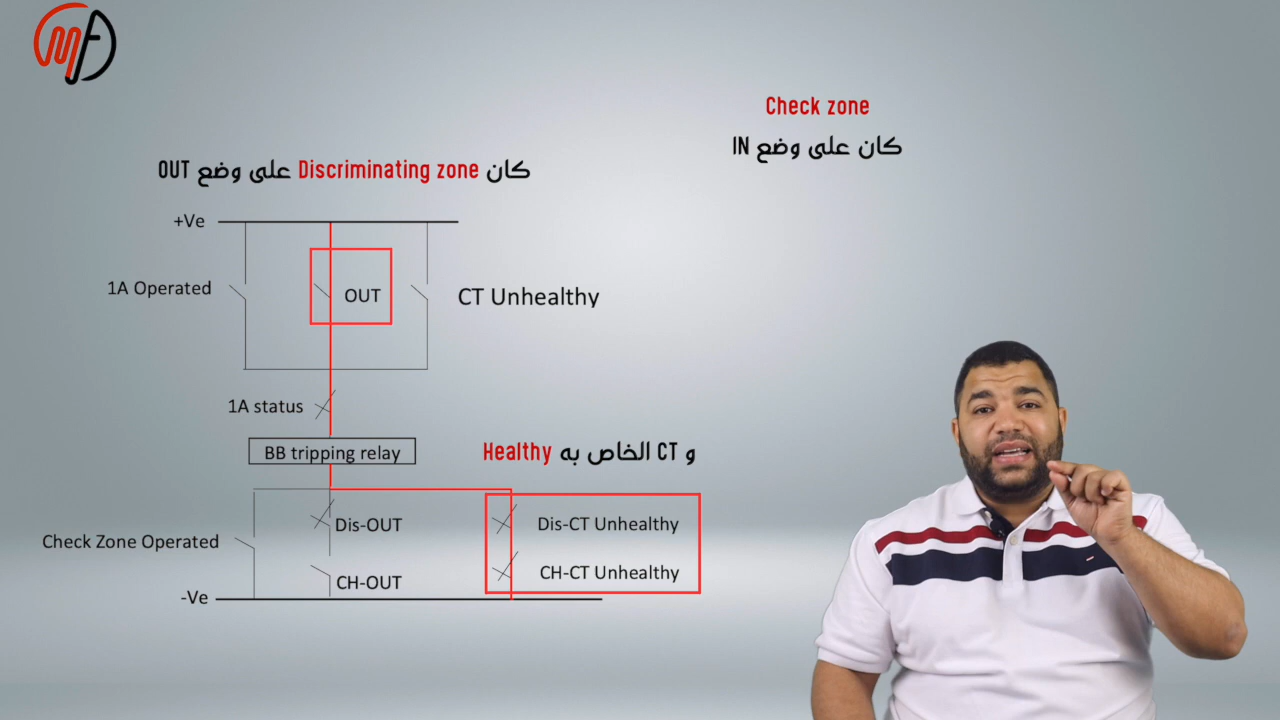 Check zone
كان على وضع IN
كان Discriminating zone على وضع OUT
+Ve
1A Operated
OUT
CT Unhealthy
1A status
BB tripping relay
و CT الخاص به Healthy
Dis-OUT
Dis-CT Unhealthy
Check Zone Operated
CH-OUT
CH-CT Unhealthy
-Ve